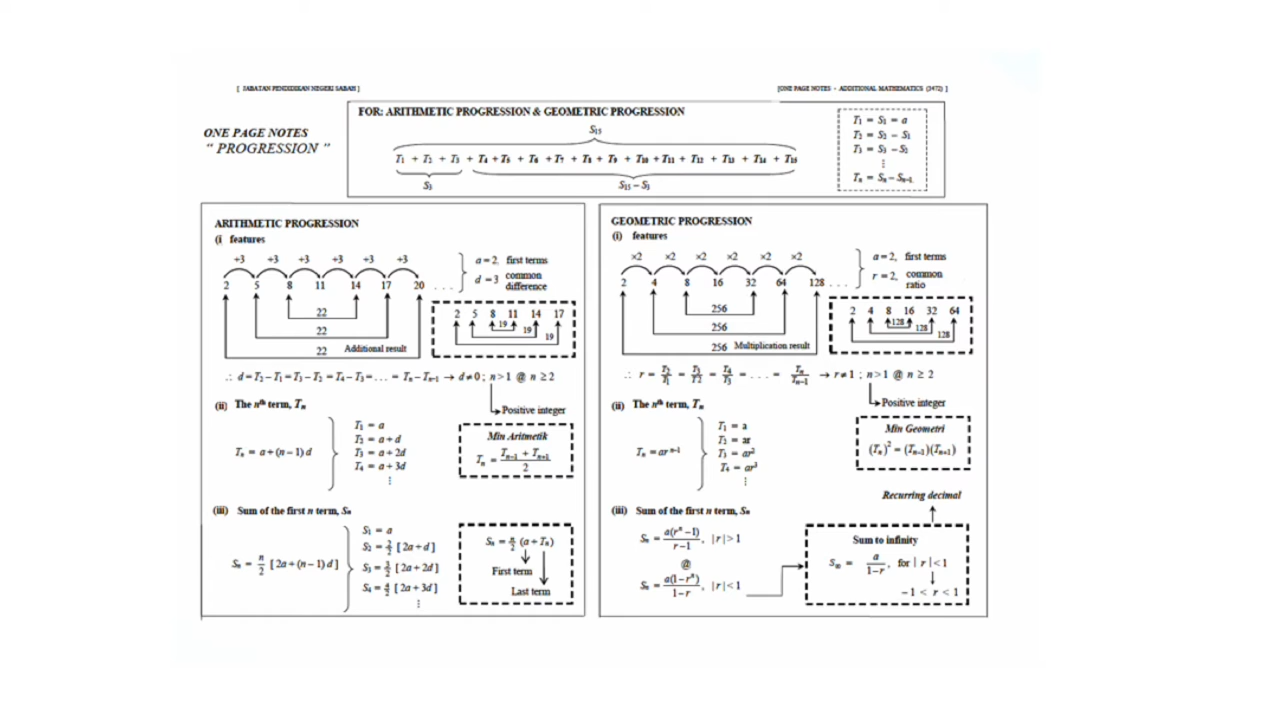 [ JABATAN PENDIDIKAN NEGERI SABAH ]
[ONE PAGE NOTES - ADDITIONAL MATHEMATICS (3472) ]
ONE PAGE NOTES
“ PROGRESSION ”
FOR: ARITHMETIC PROGRESSION & GEOMETRIC PROGRESSION
S₁₅
T₁ + T₂ + T₃ + T₄ + T₅ + T₆ + T₇ + T₈ + T₉ + T₁₀ + T₁₁ + T₁₂ + T₁₃ + T₁₄ + T₁₅
S₃
S₁₅ – S₃
T₁ = S₁ = a
T₂ = S₂ – S₁
T₃ = S₃ – S₂
⋮
Tₙ = Sₙ – Sₙ₋₁
ARITHMETIC PROGRESSION
(i features
+3 +3 +3 +3 +3 +3
2 5 8 11 14 17 20 . . .
22
22
22 Additional result
a = 2, first terms
d = 3 common difference
2 5 8 11 14 17
19 19
19
∴ d = T₂ – T₁ = T₃ – T₂ = T₄ – T₃ = . . . = Tₙ – Tₙ₋₁ → d ≠ 0 ; n > 1 @ n ≥ 2
Positive integer
(ii) The nᵗʰ term, Tₙ
Tₙ = a + (n – 1) d
T₁ = a
T₂ = a + d
T₃ = a + 2d
T₄ = a + 3d
⋮
Min Aritmetik
Tₙ = (Tₙ₋₁ + Tₙ₊₁)/2
(iii) Sum of the first n term, Sₙ
Sₙ = n/2 [ 2a + (n – 1) d ]
S₁ = a
S₂ = 2/2 [ 2a + d]
S₃ = 3/2 [ 2a + 2d]
S₄ = 4/2 [ 2a + 3d]
⋮
Sₙ = n/2 (a + Tₙ)
First term
Last term
GEOMETRIC PROGRESSION
(i) features
×2 ×2 ×2 ×2 ×2 ×2
2 4 8 16 32 64 128 . . .
256
256
256 Multiplication result
a = 2, first terms
r = 2, common ratio
2 4 8 16 32 64
128 128
128
∴ r = T₂/T₁ = T₃/T2 = T₄/T₃ = . . . = Tₙ/Tₙ₋₁ → r ≠ 1 ; n > 1 @ n ≥ 2
Positive integer
(ii) The nᵗʰ term, Tₙ
Tₙ = ar ⁿ⁻¹
T₁ = a
T₂ = ar
T₃ = ar²
T₄ = ar³
⋮
Min Geometri
(Tₙ)² = (Tₙ₋₁)(Tₙ₊₁)
(iii) Sum of the first n term, Sₙ
Sₙ = a(rⁿ – 1)/(r – 1), | r | > 1
@
Sₙ = a(1 – rⁿ)/(1 – r), | r | < 1
Recurring decimal
Sum to infinity
S∞ = a/(1 – r), for | r | < 1
– 1 < r < 1